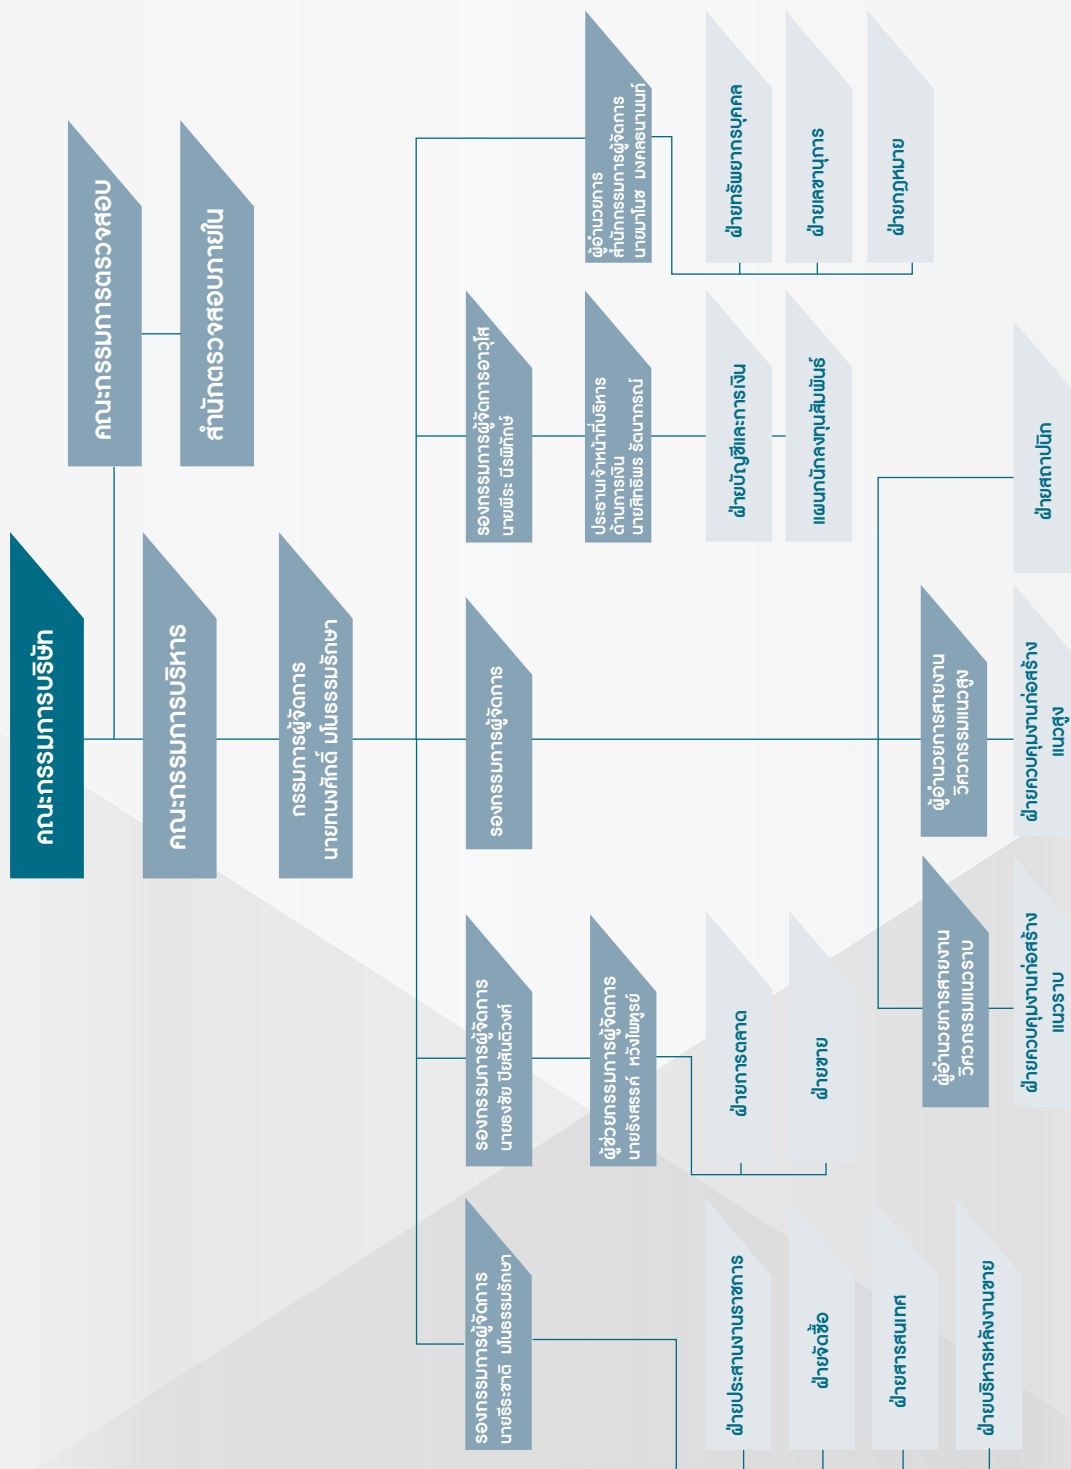 คณะกรรมการบริษัท
คณะกรรมการตรวจสอบ
สำนักตรวจสอบภายใน
คณะกรรมการบริหาร
กรรมการผู้จัดการ
นายทนงศักดิ์ มโนธรรมรักษา
รองกรรมการผู้จัดการ
นายธีระชาติ มโนธรรมรักษา
รองกรรมการผู้จัดการ
นายธงชัย ปิยสันติวงศ์
รองกรรมการผู้จัดการ
รองกรรมการผู้จัดการอาวุโส
นายพีระ นีรพิทักษ์
ผู้อำนวยการ
สำนักกรรมการผู้จัดการ
นายมาโนช มงคลธนานนท์
ผู้ช่วยกรรมการผู้จัดการ
นายรังสรรค์ หวังไพฑูรย์
ประธานเจ้าหน้าที่บริหาร
ด้านการเงิน
นายสิทธิพร รัตนาภรณ์
ฝ่ายประสานงานราชการ
ฝ่ายจัดซื้อ
ฝ่ายสารสนเทศ
ฝ่ายบริหารหลังงานขาย
ฝ่ายการตลาด
ฝ่ายขาย
ฝ่ายบัญชีและการเงิน
แผนกนักลงทุนสัมพันธ์
ฝ่ายทรัพยากรบุคคล
ฝ่ายเลขานุการ
ฝ่ายกฎหมาย
ผู้อำนวยการสายงาน
วิศวกรรมแนวราบ
ผู้อำนวยการสายงาน
วิศวกรรมแนวสูง
ฝ่ายควบคุมงานก่อสร้าง
แนวราบ
ฝ่ายควบคุมงานก่อสร้าง
แนวสูง
ฝ่ายสถาปนิก